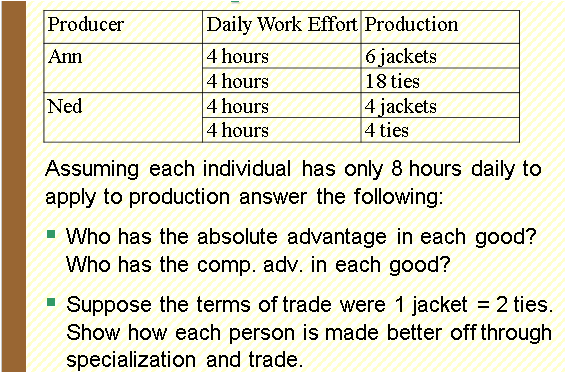 Producer Daily Work Effort Production
Ann 4 hours 6 jackets
4 hours 18 ties
Ned 4 hours 4 jackets
4 hours 4 ties
Assuming each individual has only 8 hours daily to
apply to production answer the following:
Who has the absolute advantage in each good?
Who has the comp. adv. in each good?
Suppose the terms of trade were 1 jacket = 2 ties.
Show how each person is made better off through
specialization and trade.